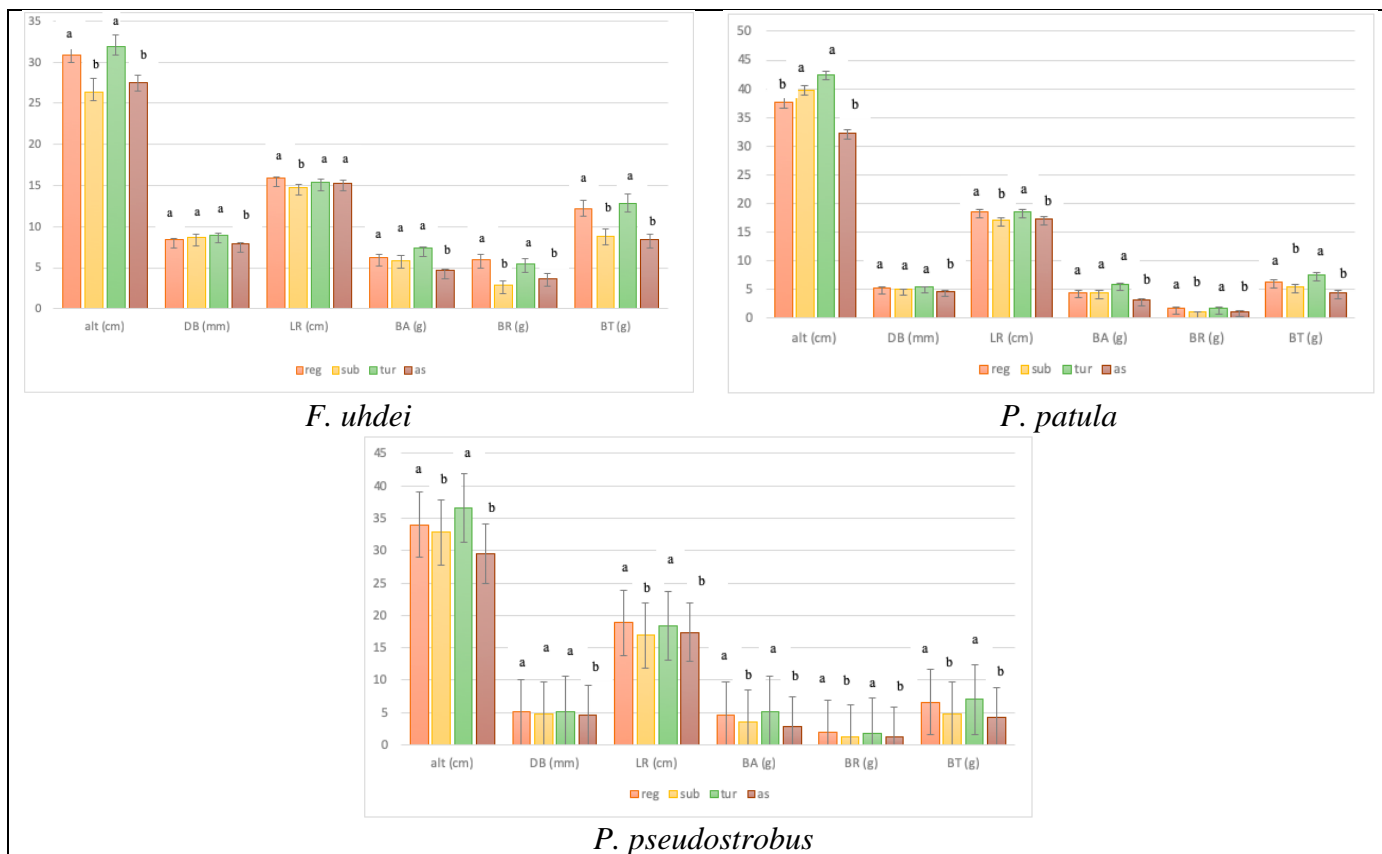 35
30
25
20
15
10
5
0
a b a b
a a a b
a b a a
a a a b
a b a b
a b a b
alt (cm) DB (mm) LR (cm) BA (g) BR (g) BT (g)
reg sub tur as
F. uhdei
50
45
40
35
30
25
20
15
10
5
0
b a a b
a a a b
a b a b
a a a b
a b a b
a b a b
alt (cm) DB (mm) LR (cm) BA (g) BR (g) BT (g)
reg sub tur as
P. patula
45
40
35
30
25
20
15
10
5
0
a b a b
a a a b
a b a b
a b a b
a b a b
a b a b
alt (cm) DB (mm) LR (cm) BA (g) BR (g) BT (g)
reg sub tur as
P. pseudostrobus